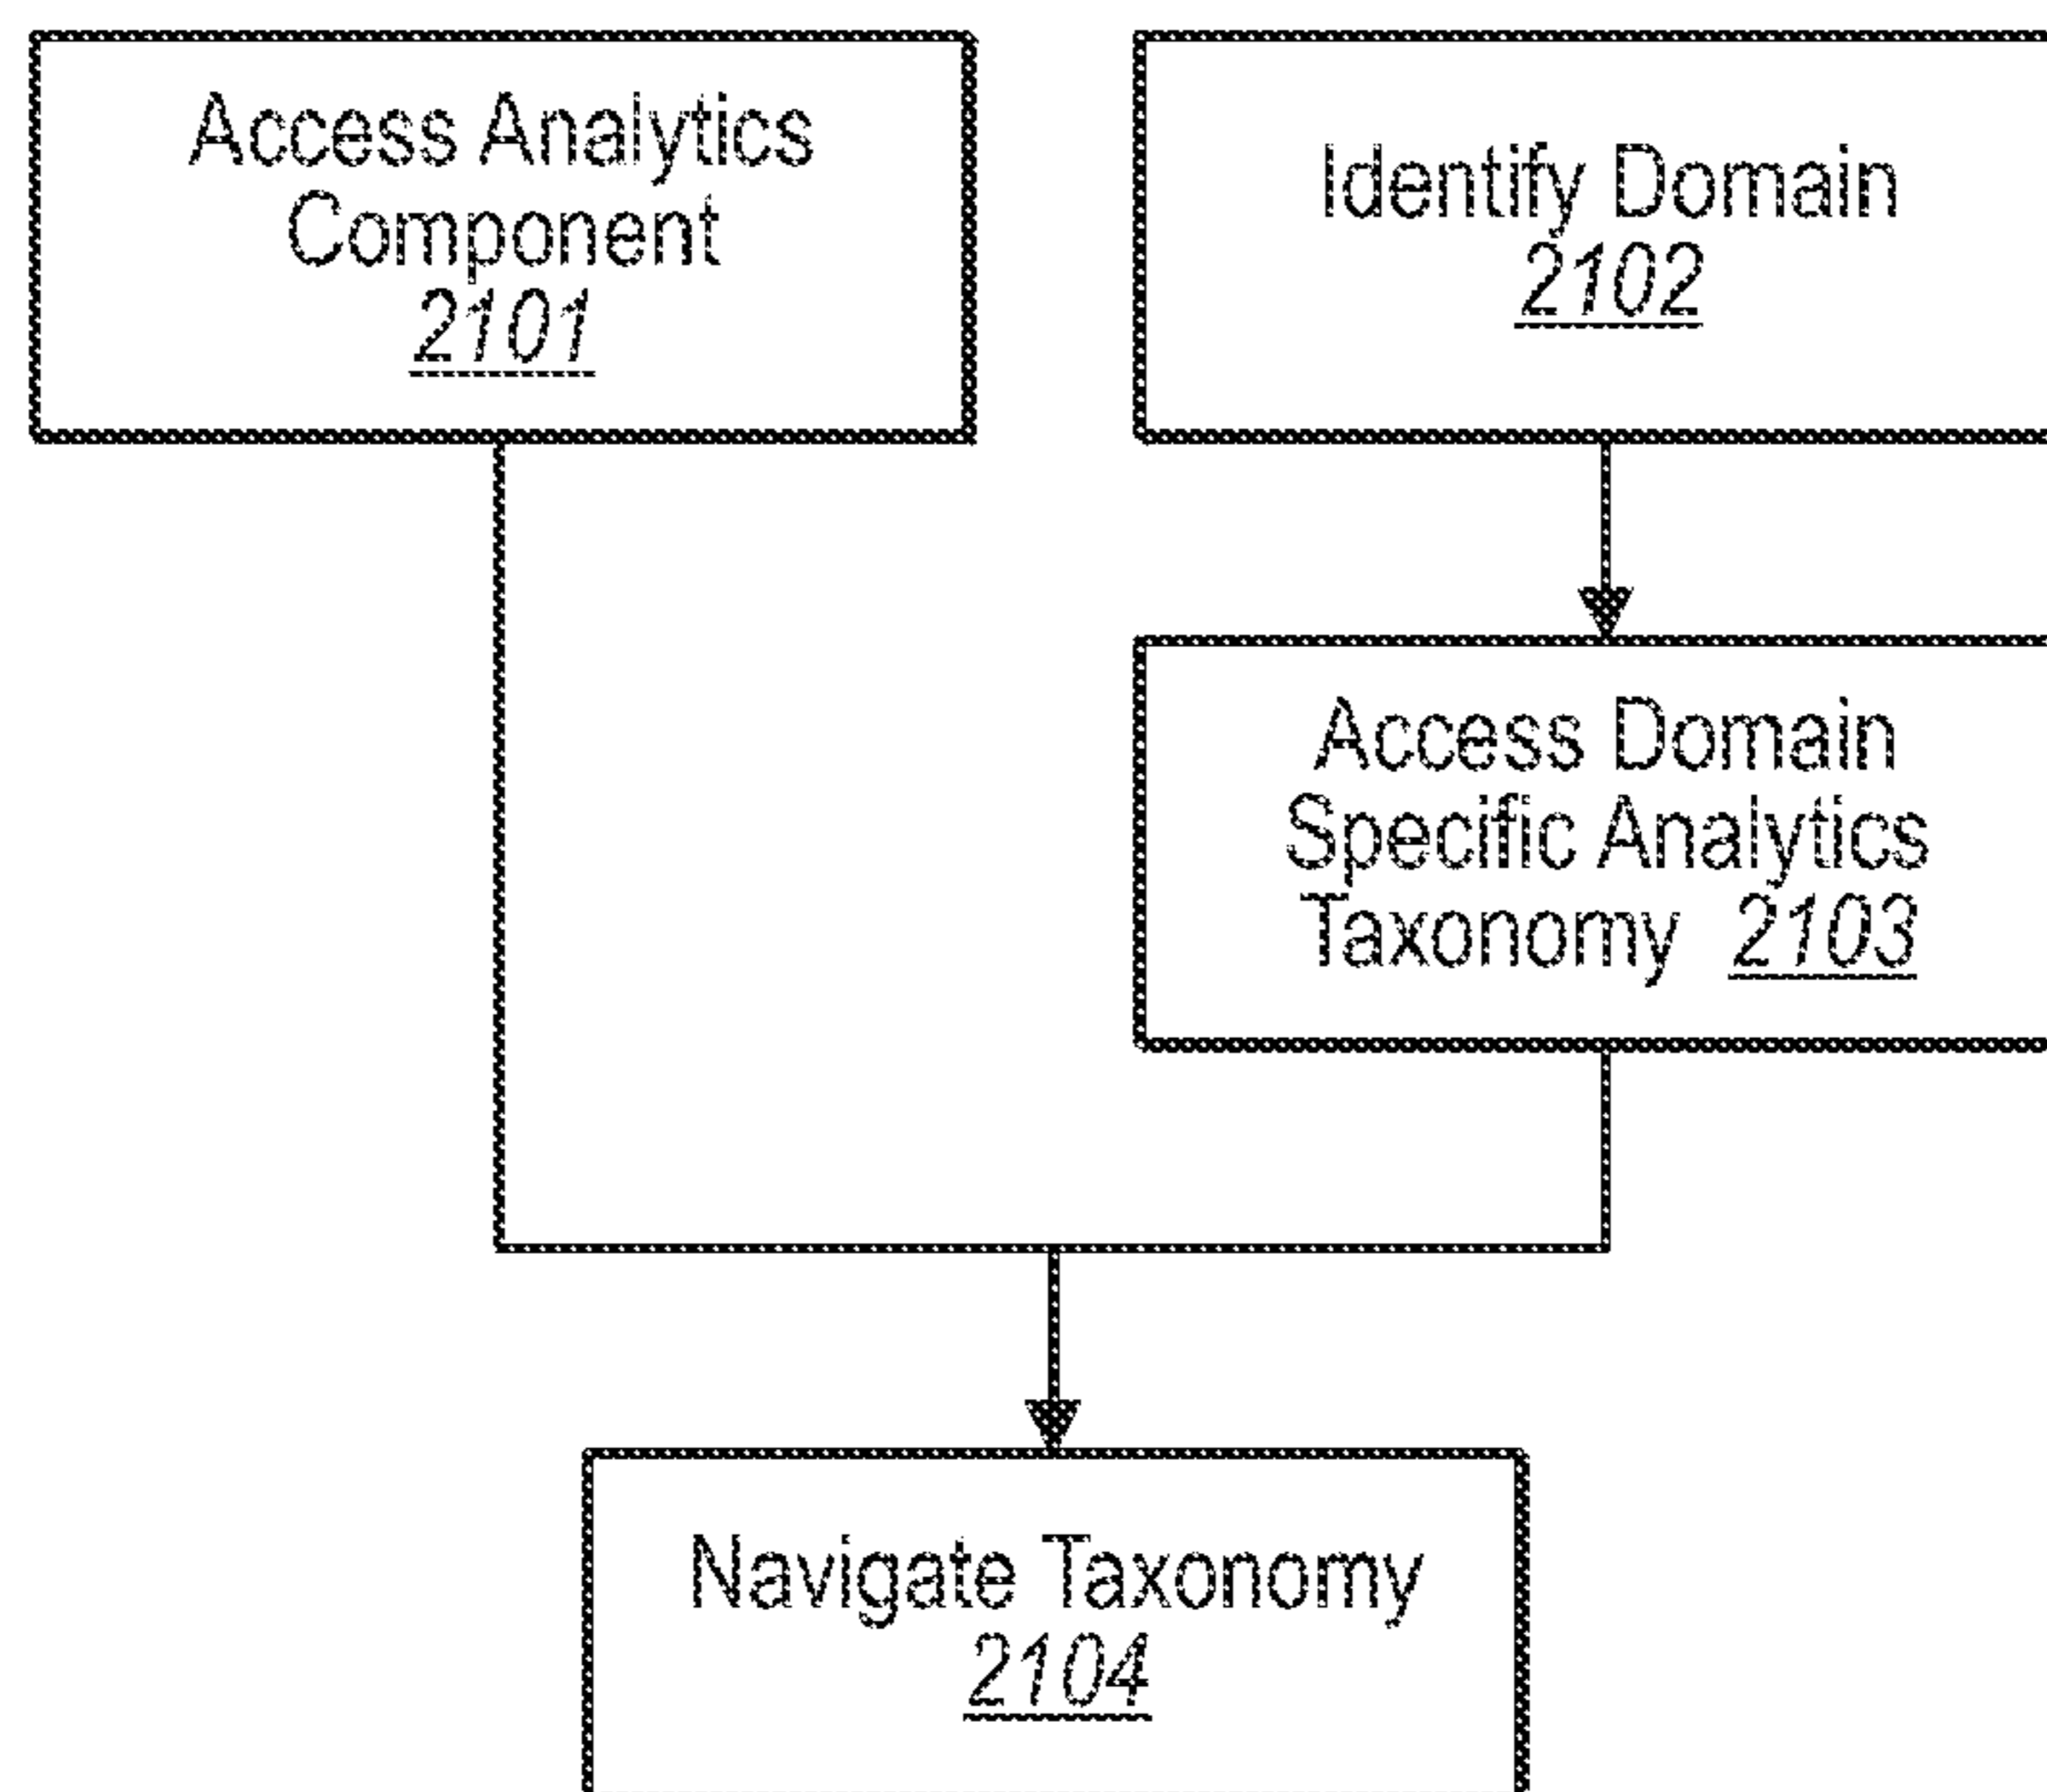 Access Analytics
Component
2101
Identify Domain
2102
Access Domain
Specific Analytics
Taxonomy 2103
Navigate Taxonomy
2104